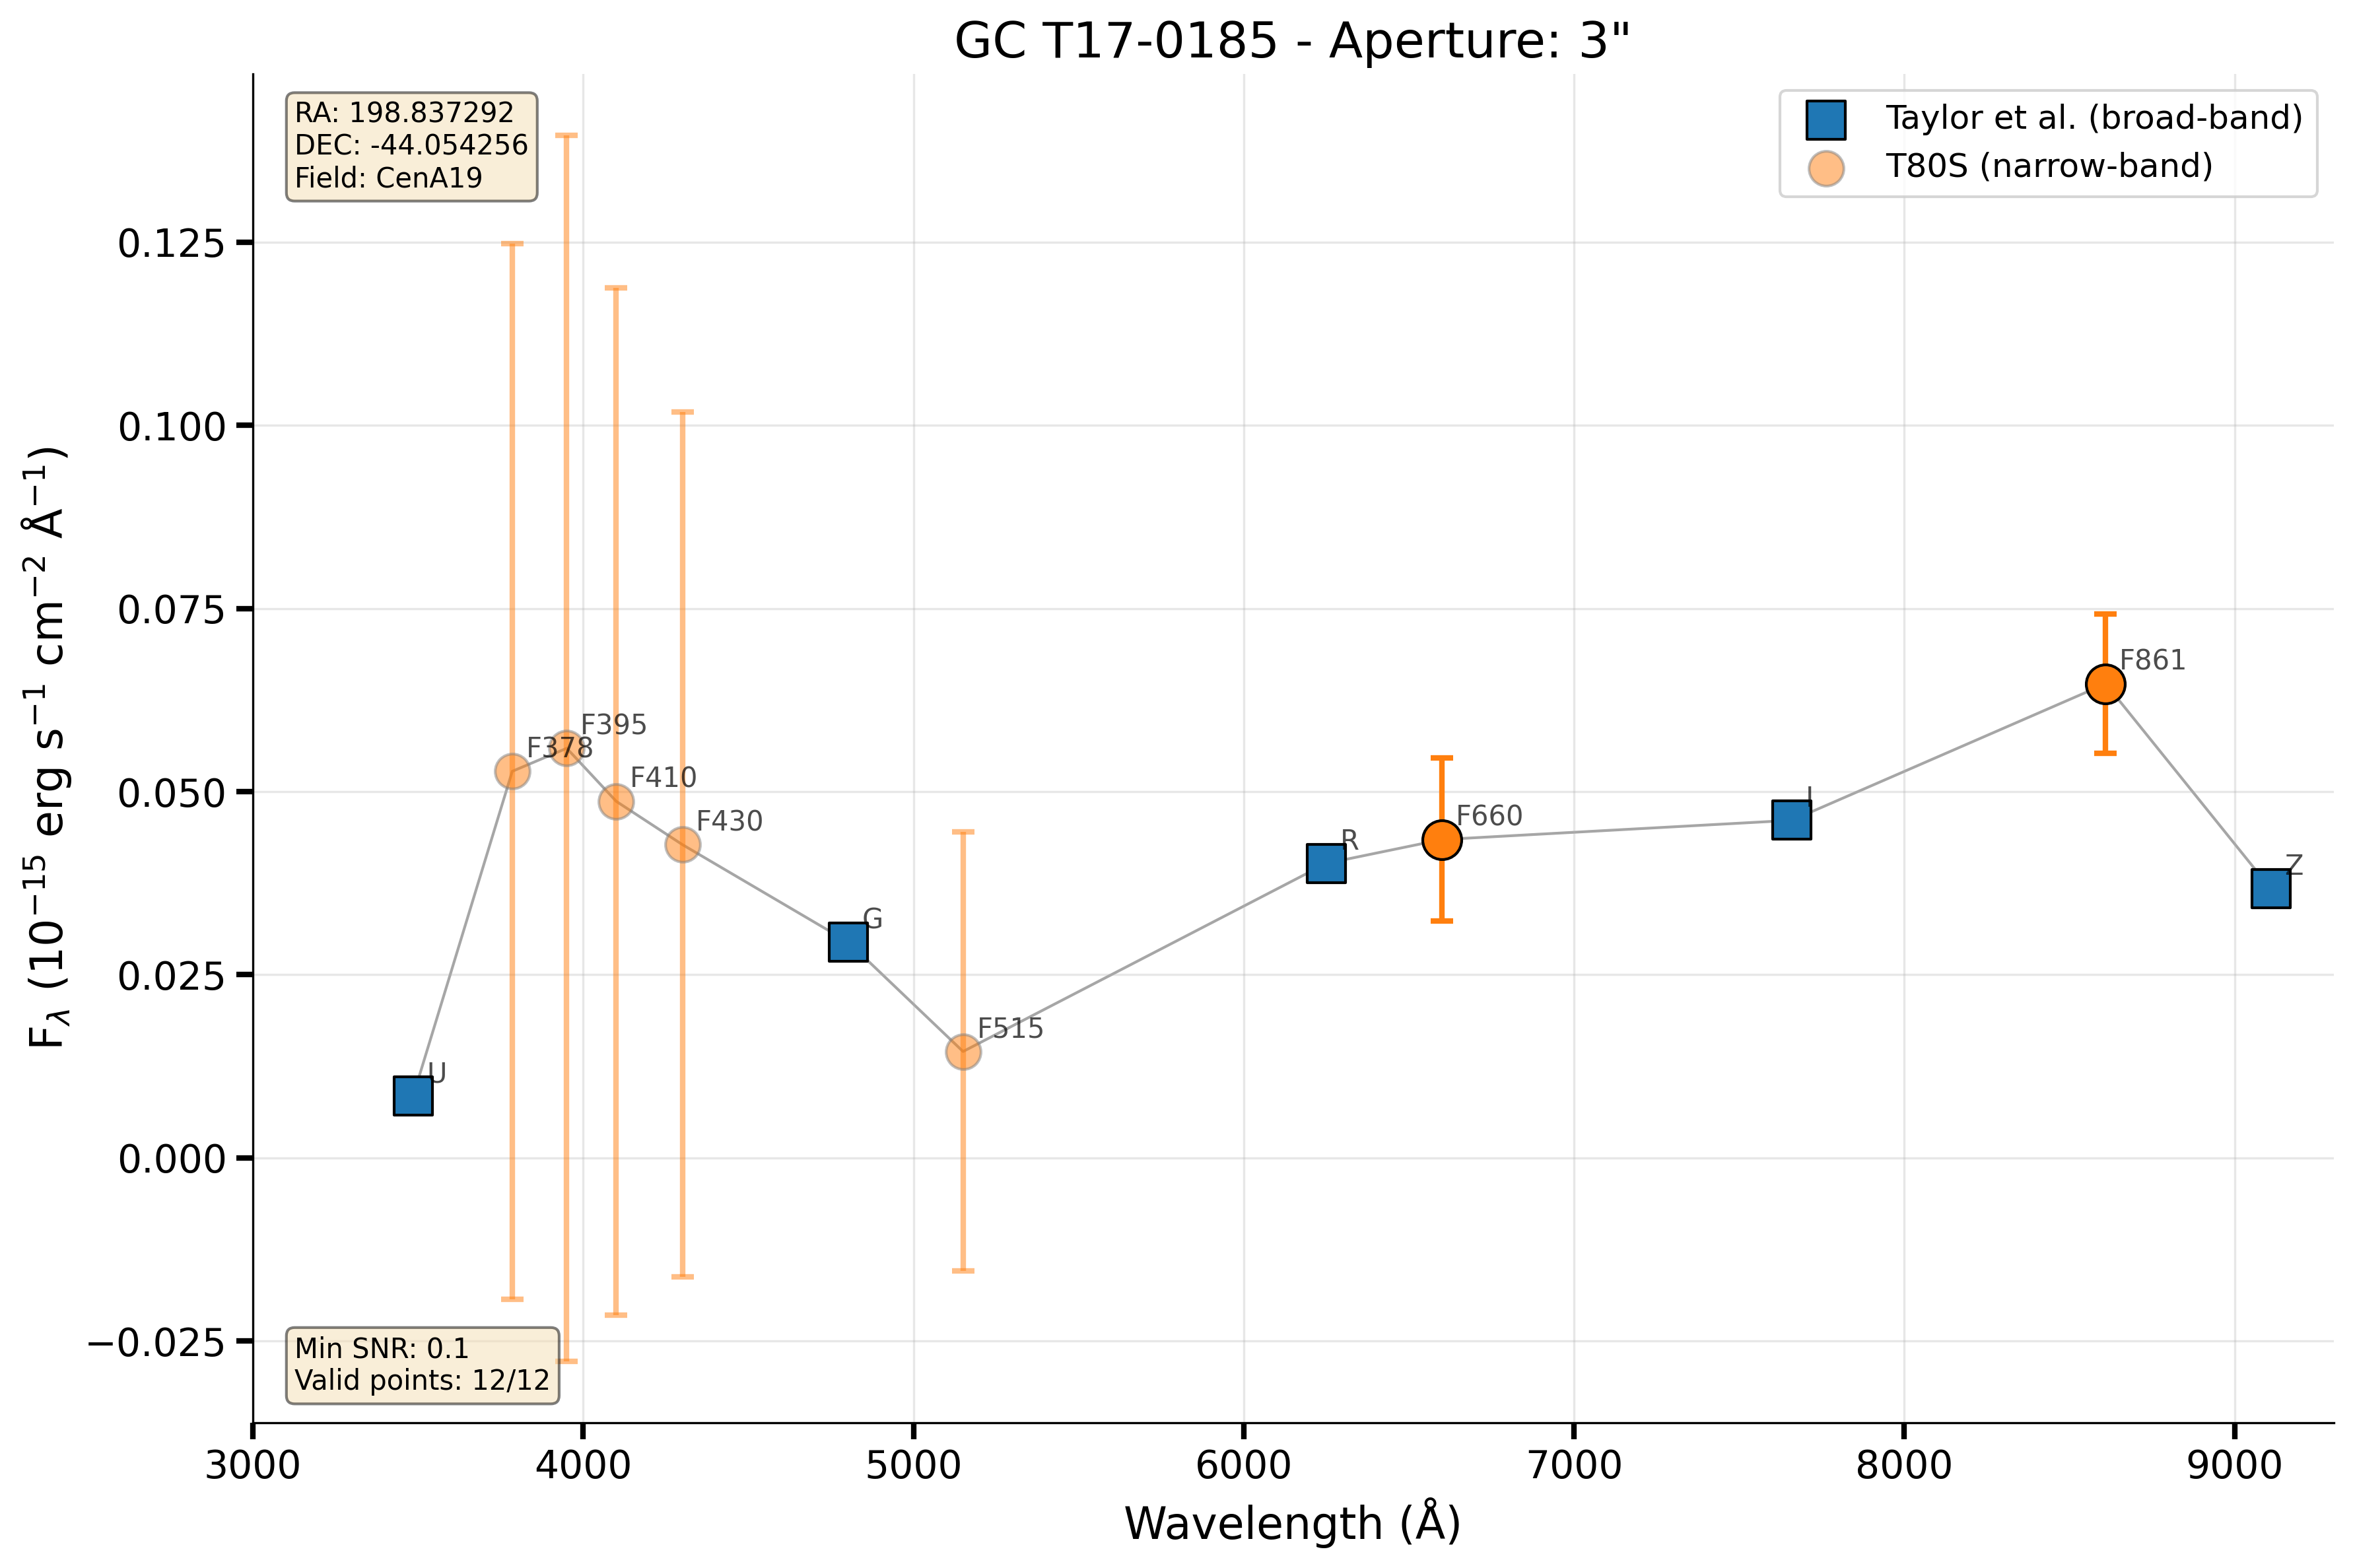 GC T17-0185 - Aperture: 3"
RA: 198.837292
DEC: -44.054256
Field: CenA19
Taylor et al. (broad-band)
T80S (narrow-band)
0.125
0.100
0.075
0.050
0.025
0.000
−0.025
F_λ (10⁻¹⁵ erg s⁻¹ cm⁻² Å⁻¹)
U
F378
F395
F410
F430
G
F515
R
F660
I
F861
Z
Min SNR: 0.1
Valid points: 12/12
3000 4000 5000 6000 7000 8000 9000
Wavelength (Å)